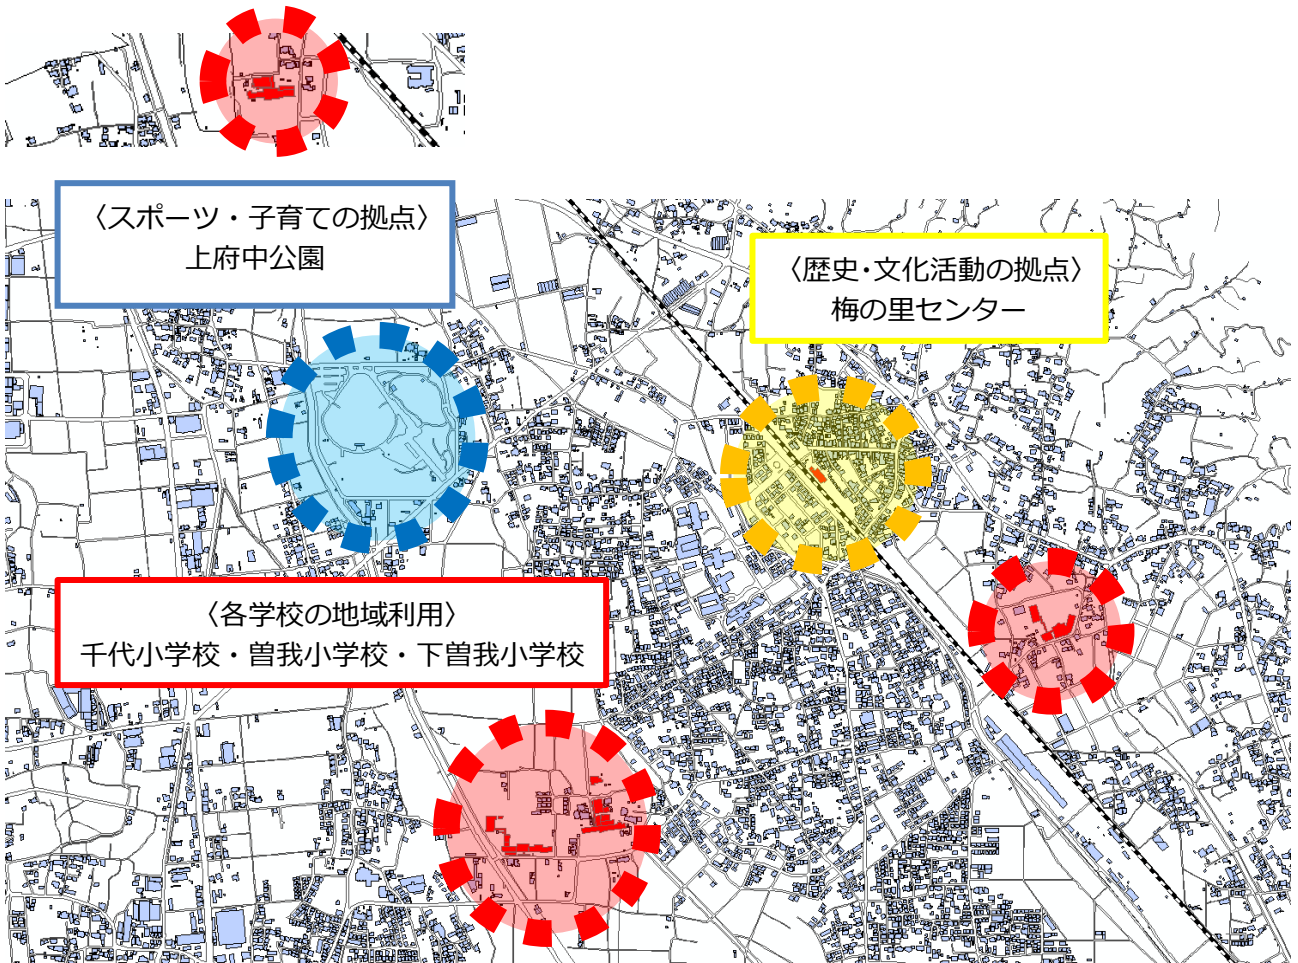 〈スポーツ・子育ての拠点〉
上府中公園
〈歴史・文化活動の拠点〉
梅の里センター
〈各学校の地域利用〉
千代小学校・曽我小学校・下曽我小学校